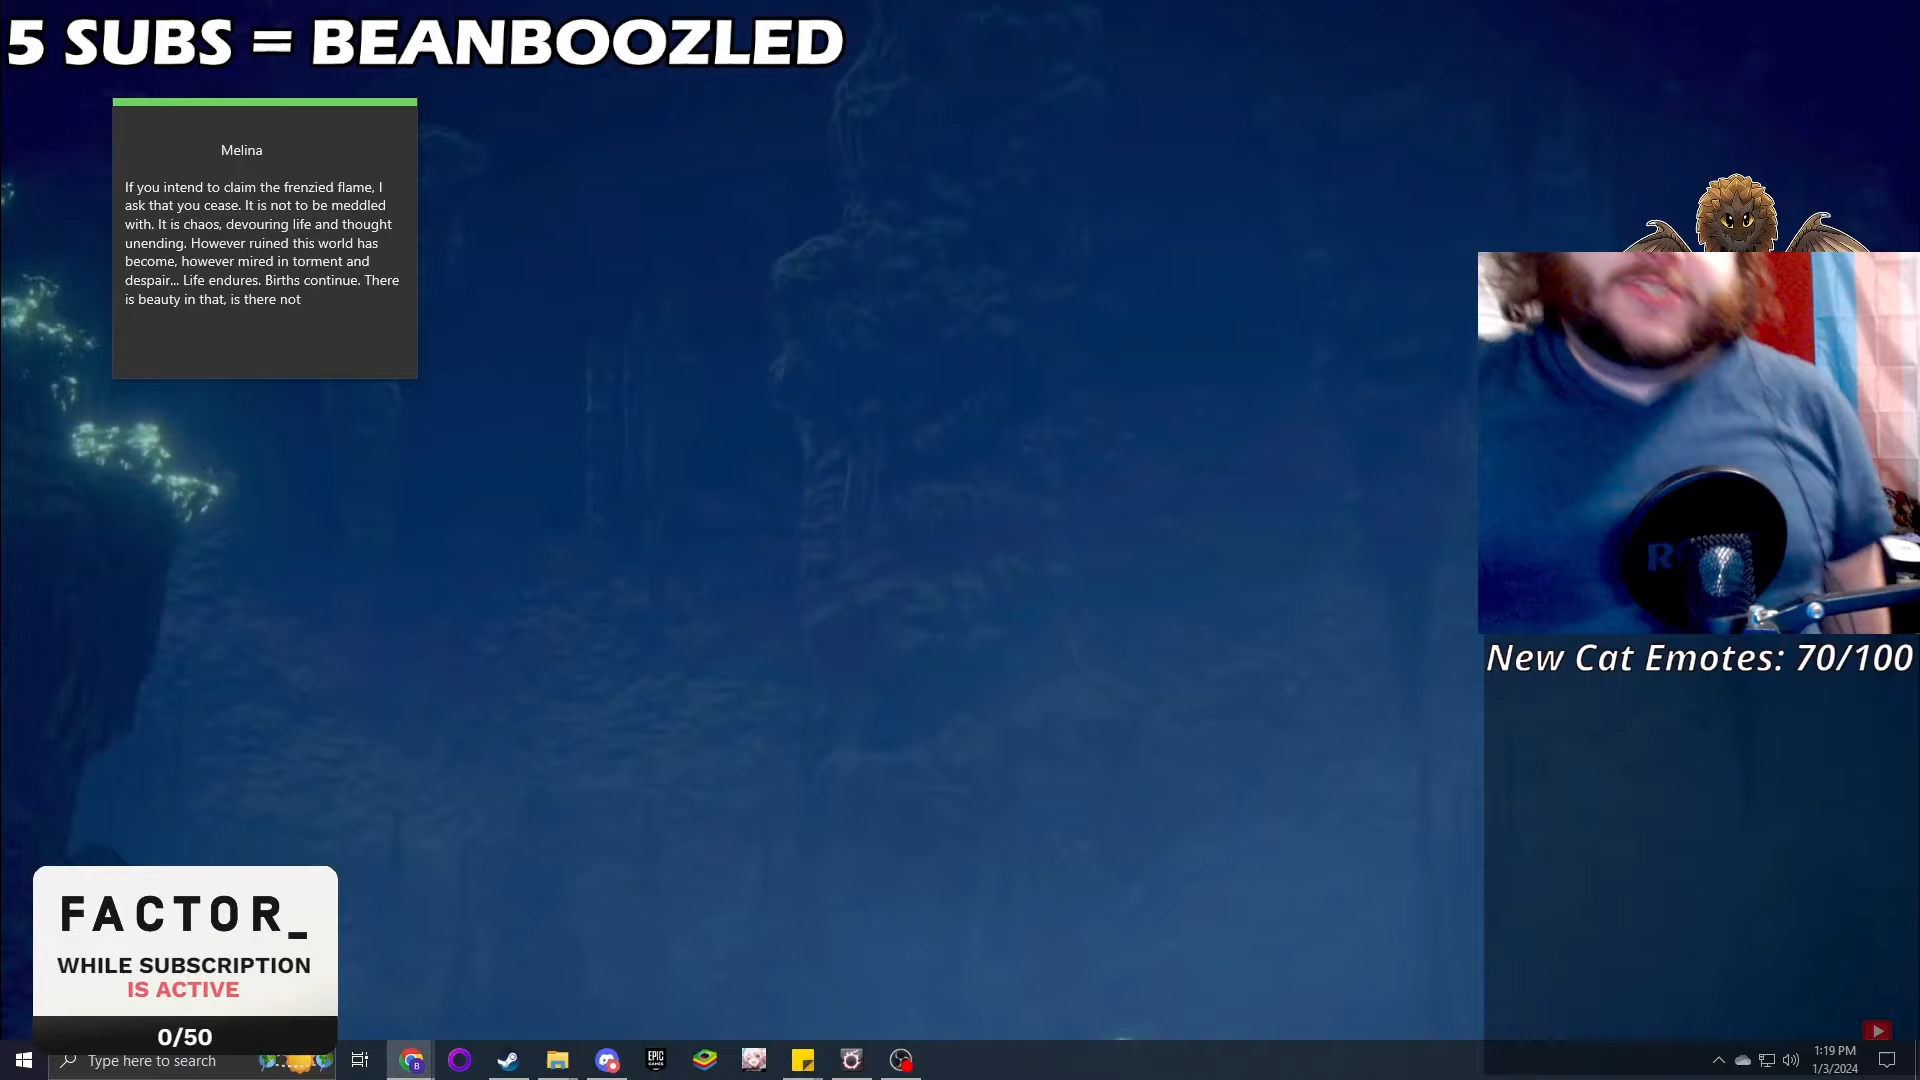 5 SUBS = BEANBOOZLED
Melina
If you intend to claim the frenzied flame, I
ask that you cease. It is not to be meddled
with. It is chaos, devouring life and thought
unending. However ruined this world has
become, however mired in torment and
despair... Life endures. Births continue. There
is beauty in that, is there not
New Cat Emotes: 70/100
FACTOR_
WHILE SUBSCRIPTION
IS ACTIVE
0/50
Type here to search
EPIC
GAMES
1:19 PM
1/3/2024